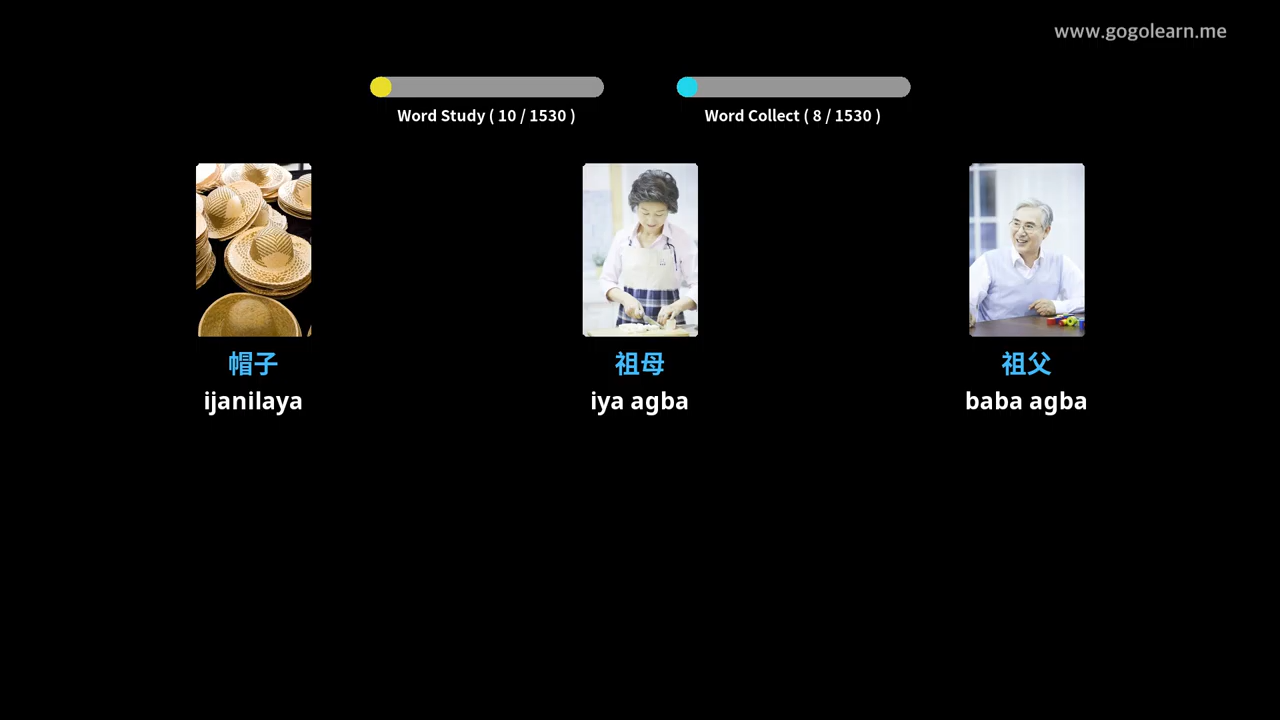 www.gogolearn.me
Word Study ( 10 / 1530 )
Word Collect ( 8 / 1530 )
帽子
ijanilaya
祖母
iya agba
祖父
baba agba